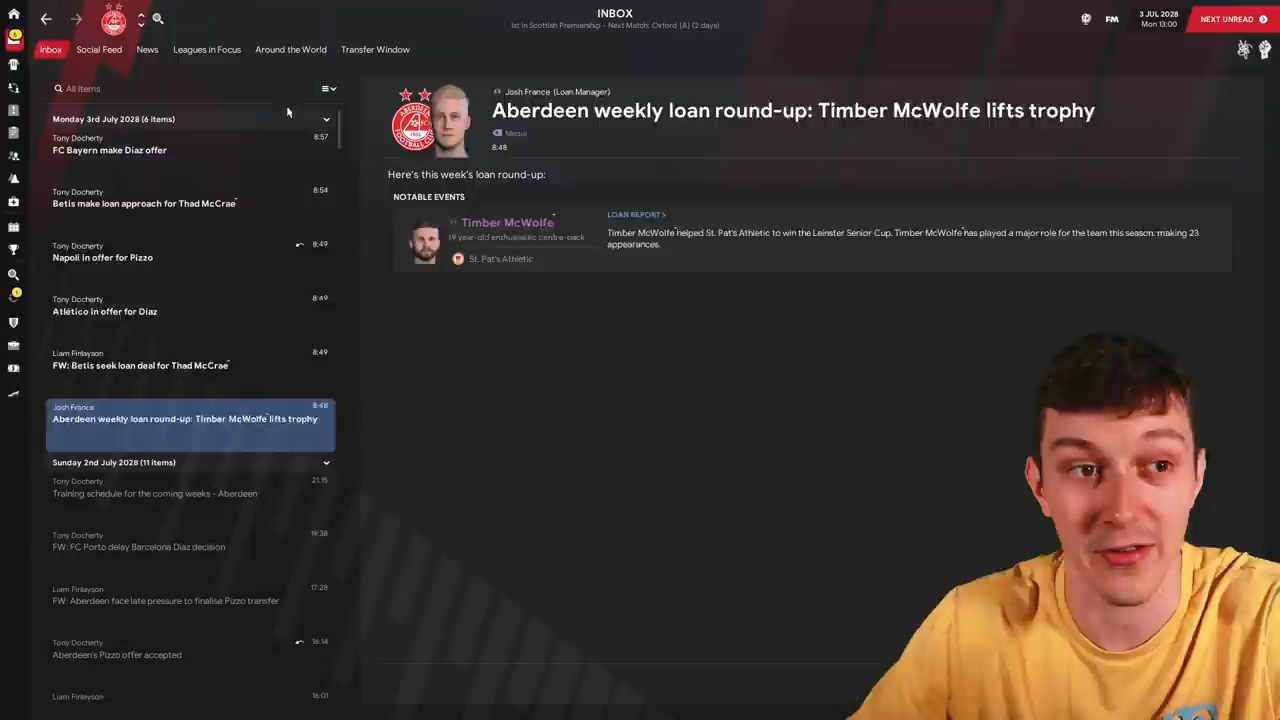 INBOX
1st in Scottish Premiership - Next Match: Oxford (A) (2 days)
FM
3 JUL 2028
Mon 13:00
NEXT UNREAD
Inbox
Social Feed
News
Leagues in Focus
Around the World
Transfer Window
All Items
Monday 3rd July 2028 (6 items)
Tony Docherty
8:57
FC Bayern make Díaz offer
Tony Docherty
8:54
Betis make loan approach for Thad McCrae
Tony Docherty
8:49
Napoli in offer for Pizzo
Tony Docherty
8:49
Atlético in offer for Díaz
Liam Finlayson
8:49
FW: Betis seek loan deal for Thad McCrae
Josh France
8:48
Aberdeen weekly loan round-up: Timber McWolfe lifts trophy
Sunday 2nd July 2028 (11 items)
Tony Docherty
21:15
Training schedule for the coming weeks - Aberdeen
Tony Docherty
19:38
FW: FC Porto delay Barcelona Díaz decision
Liam Finlayson
17:28
FW: Aberdeen face late pressure to finalise Pizzo transfer
Tony Docherty
16:14
Aberdeen's Pizzo offer accepted
Liam Finlayson
16:01
Josh France (Loan Manager)
Aberdeen weekly loan round-up: Timber McWolfe lifts trophy
8:48
Here's this week's loan round-up:
NOTABLE EVENTS
Timber McWolfe
19 year-old enthusiastic centre-back
St. Pat's Athletic
LOAN REPORT >
Timber McWolfe helped St. Pat's Athletic to win the Leinster Senior Cup. Timber McWolfe has played a major role for the team this season, making 23
appearances.